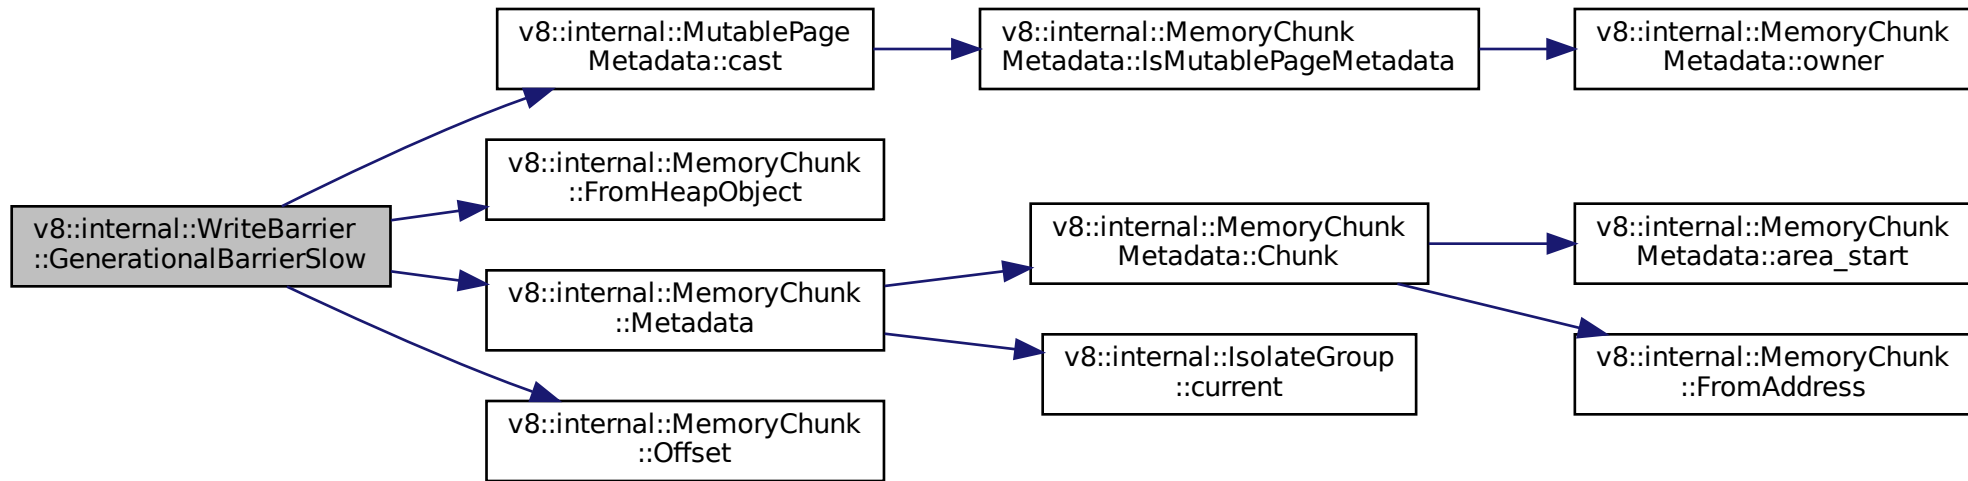 v8::internal::WriteBarrier
::GenerationalBarrierSlow
v8::internal::MutablePage
Metadata::cast
v8::internal::MemoryChunk
Metadata::IsMutablePageMetadata
v8::internal::MemoryChunk
Metadata::owner
v8::internal::MemoryChunk
::FromHeapObject
v8::internal::MemoryChunk
::Metadata
v8::internal::MemoryChunk
Metadata::Chunk
v8::internal::MemoryChunk
Metadata::area_start
v8::internal::MemoryChunk
::FromAddress
v8::internal::IsolateGroup
::current
v8::internal::MemoryChunk
::Offset